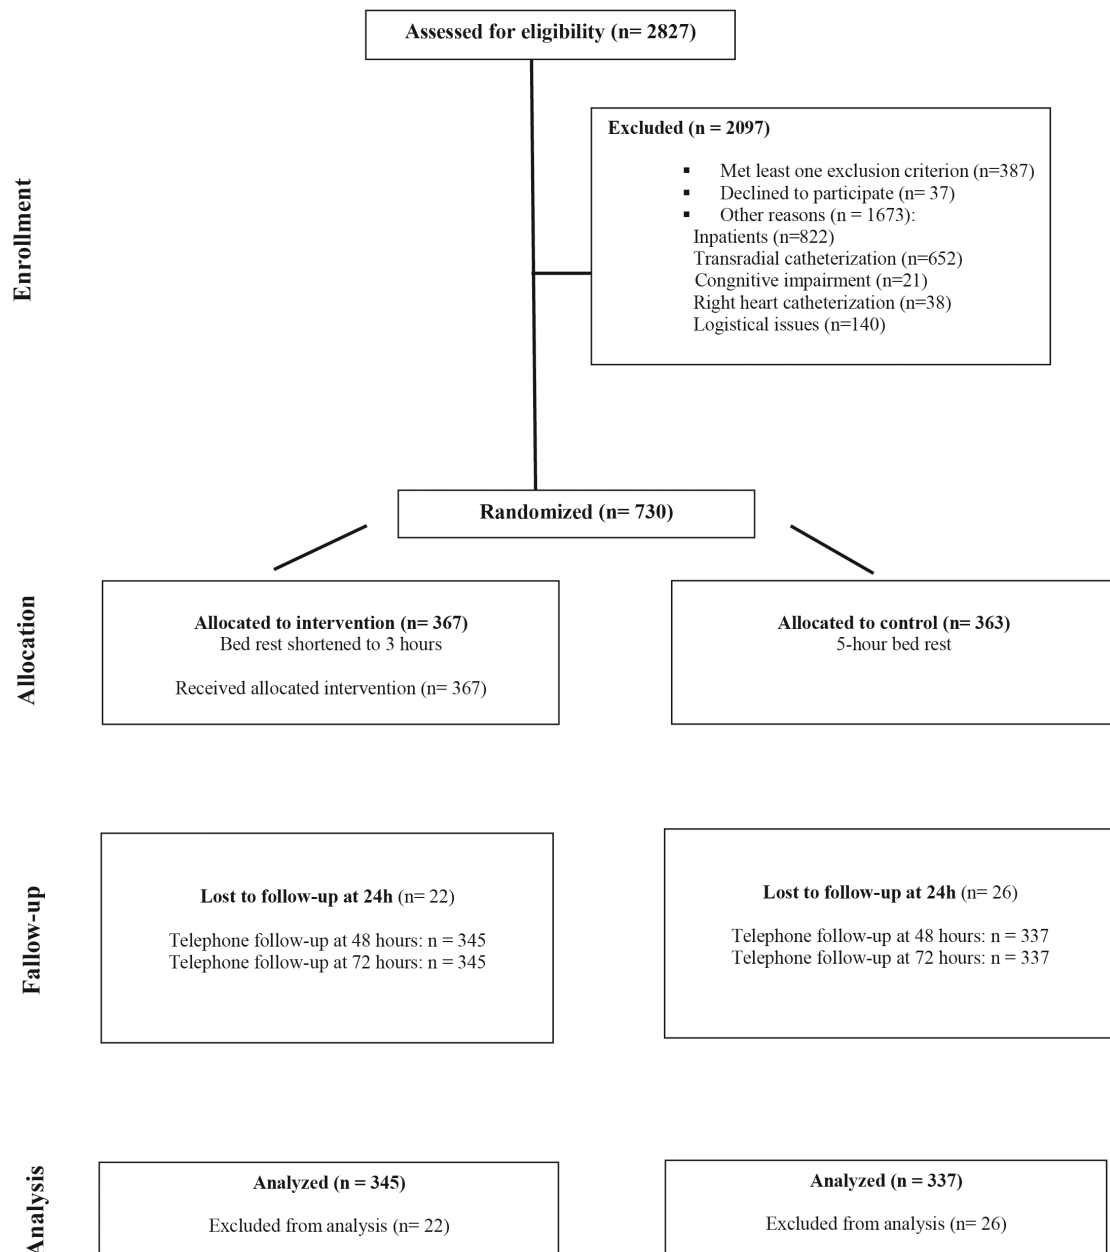 Assessed for eligibility (n= 2827)
Enrollment
Excluded (n = 2097)
▪ Met least one exclusion criterion (n=387)
▪ Declined to participate (n= 37)
▪ Other reasons (n = 1673):
Inpatients (n=822)
Transradial catheterization (n=652)
Congnitive impairment (n=21)
Right heart catheterization (n=38)
Logistical issues (n=140)
Randomized (n= 730)
Allocation
Allocated to intervention (n= 367)
Bed rest shortened to 3 hours
Received allocated intervention (n= 367)
Allocated to control (n= 363)
5-hour bed rest
Fallow-up
Lost to follow-up at 24h (n= 22)
Telephone follow-up at 48 hours: n = 345
Telephone follow-up at 72 hours: n = 345
Lost to follow-up at 24h (n= 26)
Telephone follow-up at 48 hours: n = 337
Telephone follow-up at 72 hours: n = 337
Analysis
Analyzed (n = 345)
Excluded from analysis (n= 22)
Analyzed (n = 337)
Excluded from analysis (n= 26)